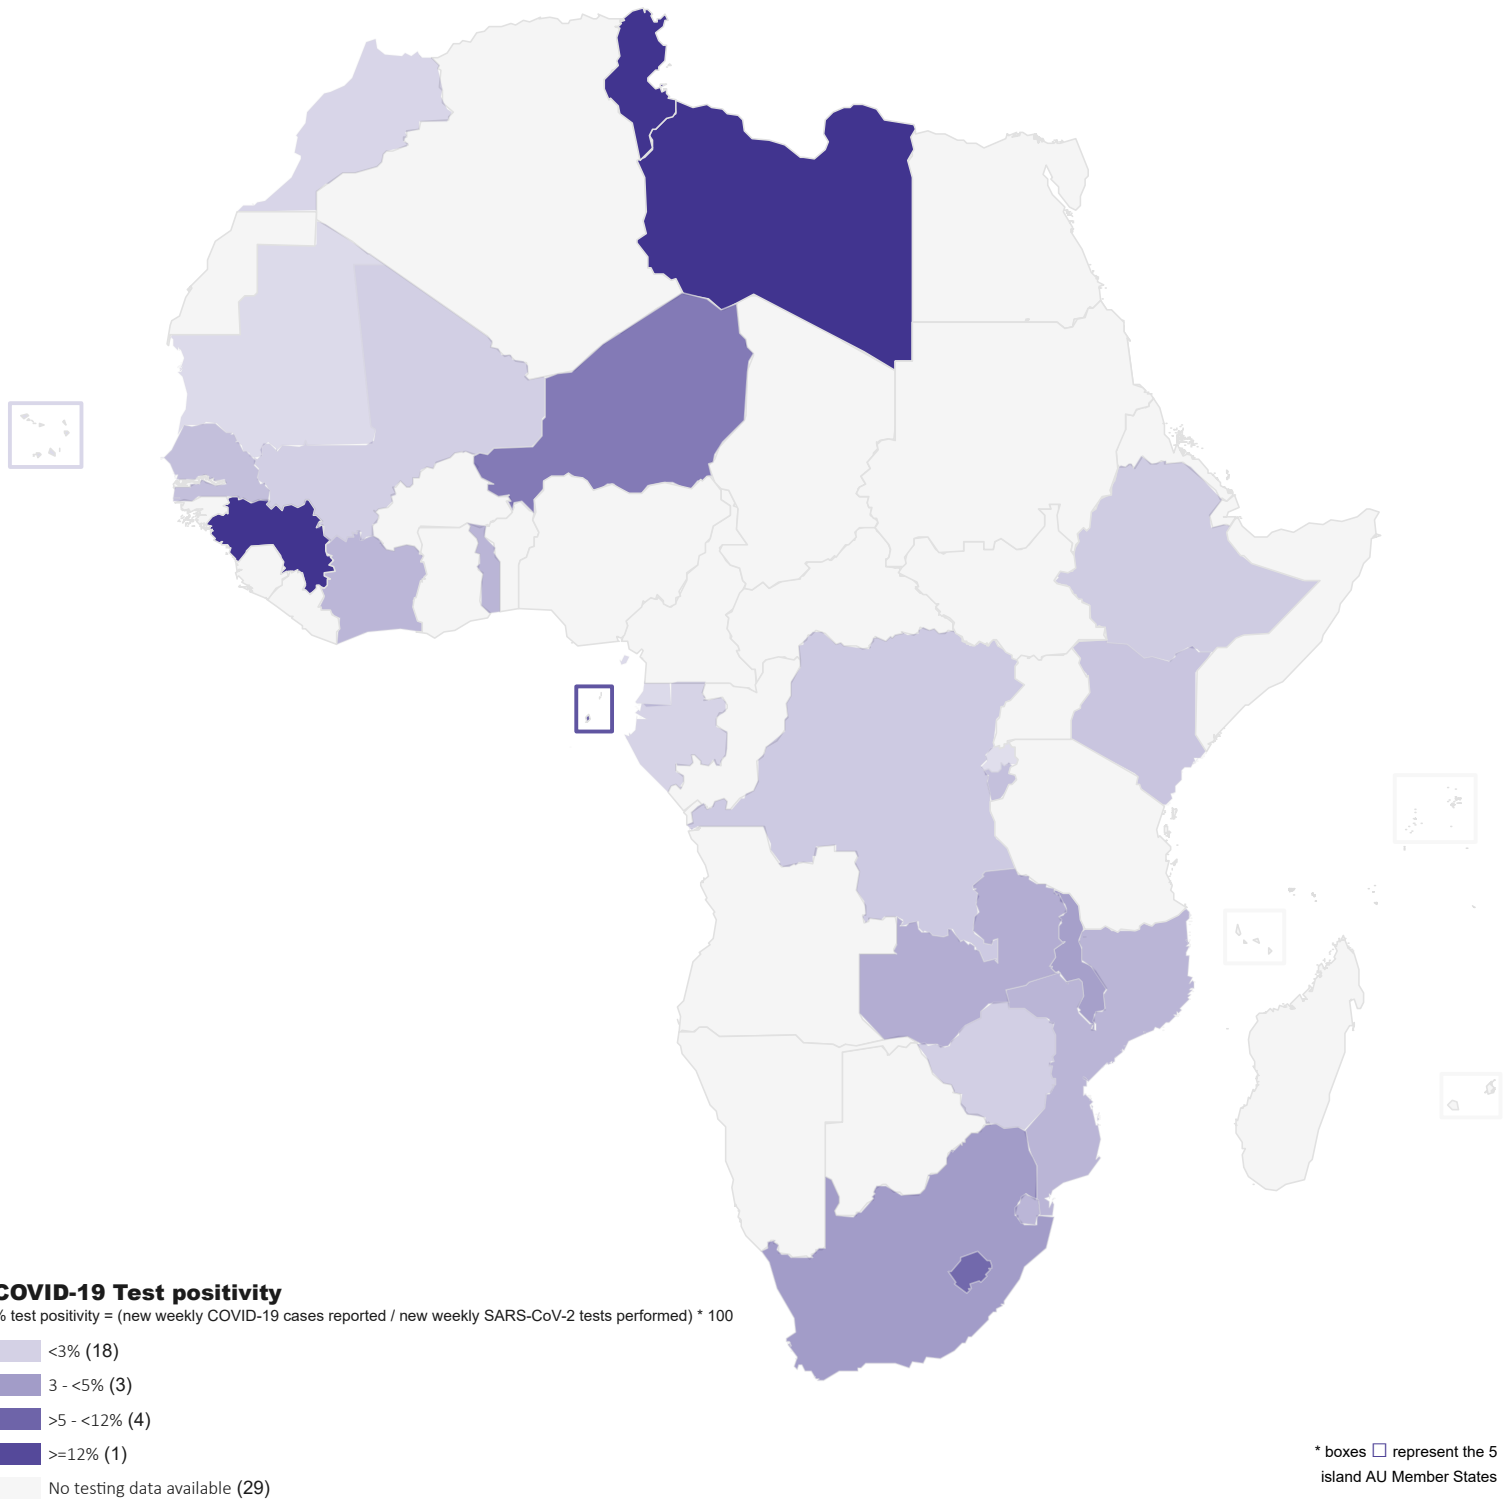 COVID-19 Test positivity
% test positivity = (new weekly COVID-19 cases reported / new weekly SARS-CoV-2 tests performed) * 100
<3% (18)
3 - <5% (3)
>5 - <12% (4)
>=12% (1)
No testing data available (29)
* boxes □ represent the 5
island AU Member States